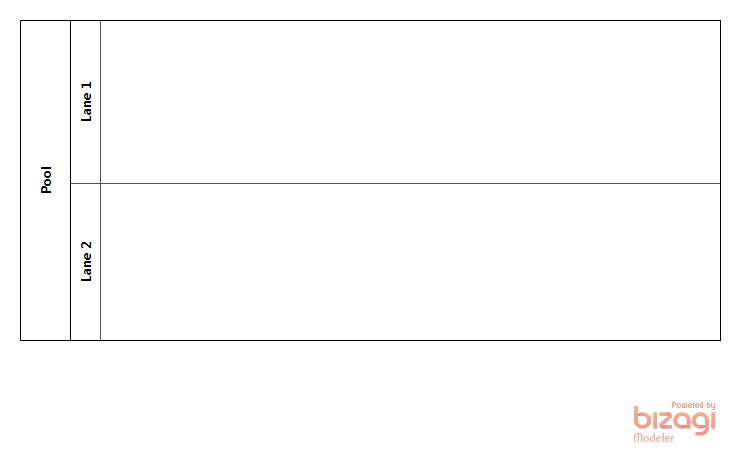 Pool
Lane 1
Lane 2
Powered by
bizagi
Modeler